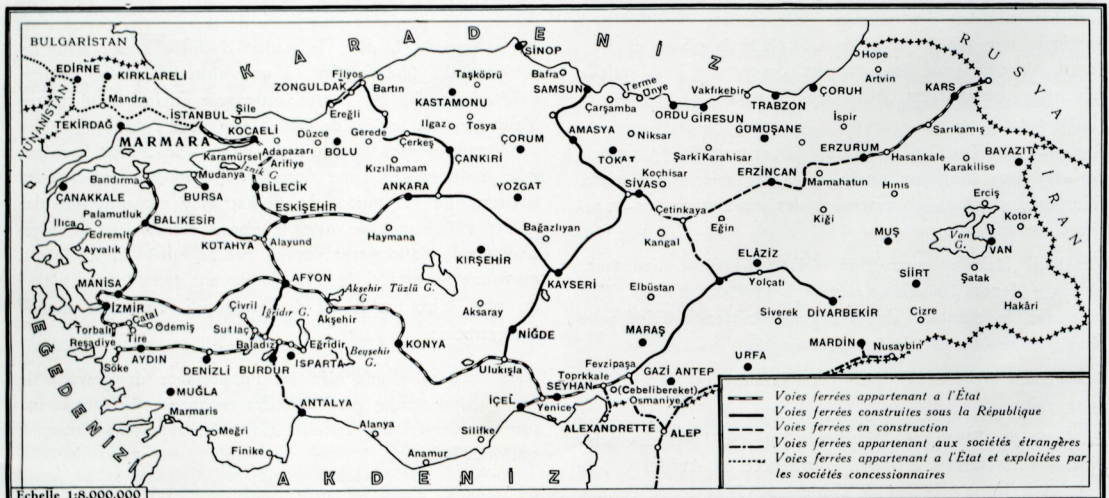 BULGARİSTAN
YUNANİSTAN
KARADENİZ
RUSYA
İRAN
EGEDENİZİ
AKDENİZ
MARMARA
EDİRNE
KIRKLARELİ
Mandra
TEKİRDAĞ
İSTANBUL
Şile
KOCAELİ
Karamürsel
Adapazarı
Arifiye
İznik G
Düzce
BOLU
Ereğli
ZONGULDAK
Filyos
Bartın
Gerede
Çerkeş
Ilgaz
Tosya
Taşköprü
KASTAMONU
SİNOP
Bafra
SAMSUN
Çarşamba
Terme
Ünye
ORDU
GİRESUN
Vakfıkebir
TRABZON
ÇORUH
Hope
Artvin
KARS
Sarıkamış
Karakilise
BAYAZIT
İspir
GÜMÜŞANE
ERZURUM
Hasankale
Mamahatun
ERZİNCAN
Şarki Karahisar
Niksar
AMASYA
TOKAT
Koçhisar
SİVAS
ÇORUM
ÇANKIRI
Kızılhamam
ANKARA
YOZGAT
Boğazlıyan
Haymana
KIRŞEHİR
KAYSERİ
Bandırma
Mudanya
BURSA
BİLECİK
ESKİŞEHİR
ÇANAKKALE
Palamutluk
Ilıca
Edremit
Ayvalık
BALIKESİR
KÜTAHYA
Alayund
MANİSA
İZMİR
Torbalı
Reşadiye
Çatal
Ödemiş
Tire
Söke
AYDIN
DENİZLİ
Çivril
Sutlaç
Baladız
BURDUR
Iğridır G.
Eğridir
ISPARTA
Beyşehir
G.
AFYON
Akşehir
G
Tüzlü G.
Akşehir
KONYA
Aksaray
NİĞDE
Ulukışla
MUĞLA
Marmaris
Meğri
Finike
ANTALYA
Alanya
Anamur
Silifke
İÇEL
Yenice
SEYHAN
Toprkkale
Fevzipaşa
(Cebelibereket)
Osmaniye
ALEXANDRETTE
ALEP
GAZİ ANTEP
MARAŞ
Elbüstan
URFA
Siverek
Çetinkaya
Kangal
Eğin
ELÂZİZ
Yolçatı
DİYARBEKİR
MARDİN
Nusaybin
Cizre
SİİRT
Kiği
Hınıs
MUŞ
Erciş
Kotor
Van
G.
VAN
Şatak
Hakâri
Voies ferrées appartenant a l'État
Voies ferrées construites sous la République
Voies ferrées en construction
Voies ferrées appartenant aux sociétés étrangères
Voies ferrées appartenant a l'État et exploitées par
les sociétés concessionnaires
Echelle 1:8.000.000